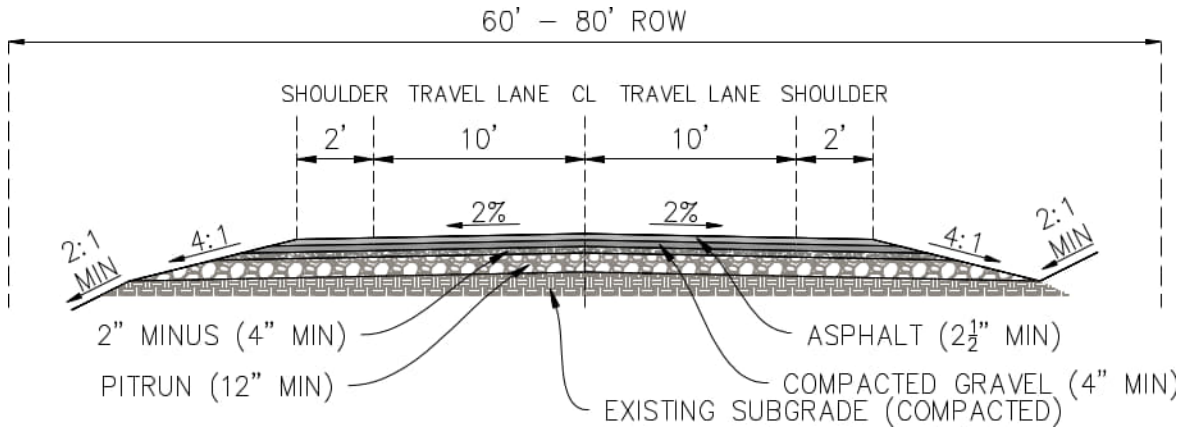 60' - 80' ROW
SHOULDER TRAVEL LANE CL TRAVEL LANE SHOULDER
2' 10' 10' 2'
2% 2%
2:1 MIN 4:1 4:1 2:1 MIN
2" MINUS (4" MIN) ASPHALT (2½" MIN)
PITRUN (12" MIN) COMPACTED GRAVEL (4" MIN)
EXISTING SUBGRADE (COMPACTED)